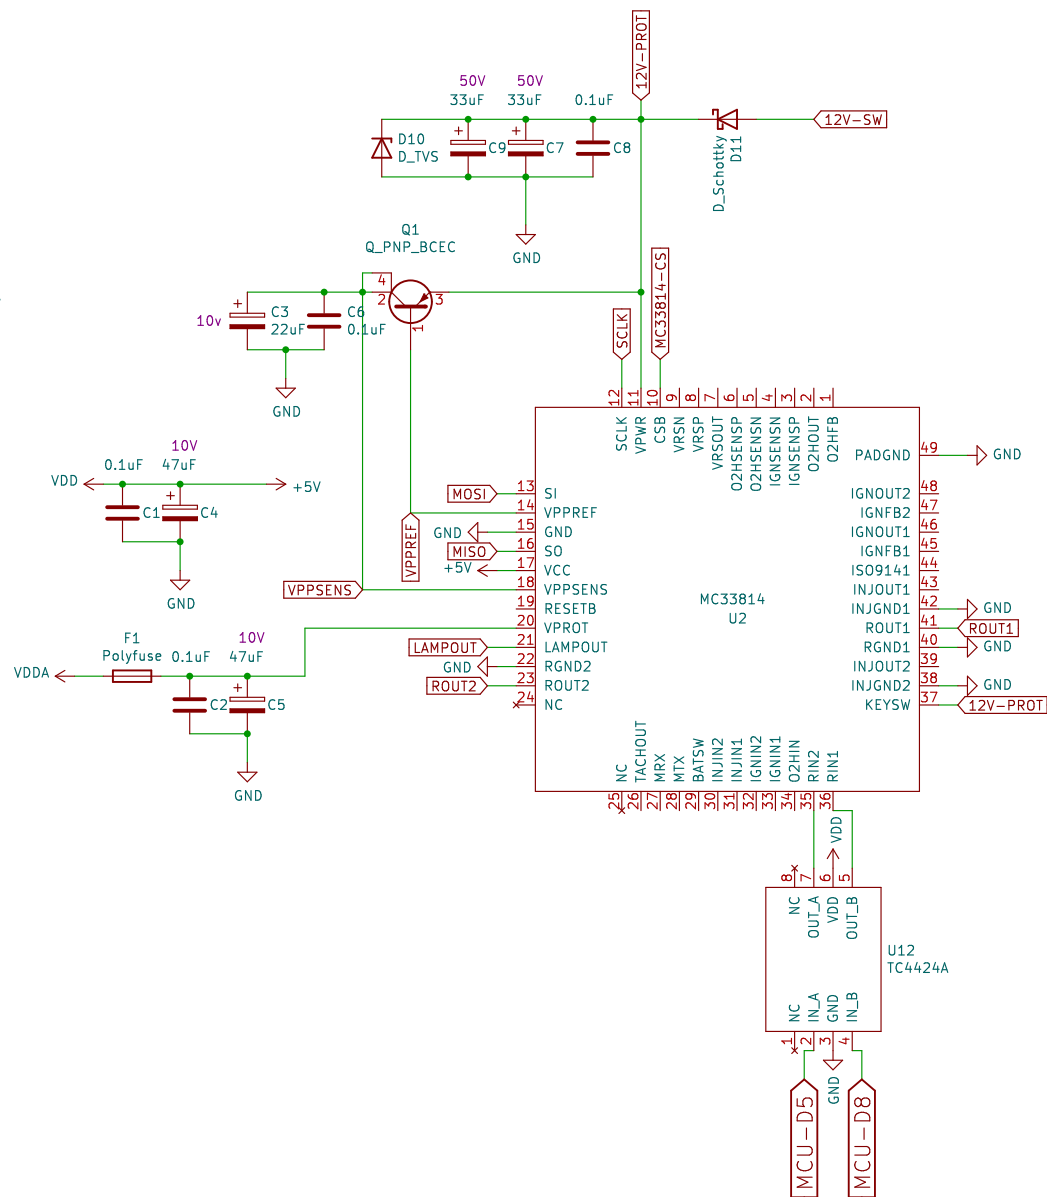 12V-PROT
50V
50V
33uF
33uF
0.1uF
+
+
D10
D_TVS
C9
C7
C8
D_Schottky
D11
12V-SW
GND
Q1
Q_PNP_BCEC
4
2
3
1
+
10v
C3
22uF
C6
0.1uF
GND
SCLK
MC33814-CS
12
11
10
9
8
7
6
5
4
3
2
1
SCLK
VPWR
CSB
VRSN
VRSP
VRSOUT
O2HSENSP
O2HSENSN
IGNSENSN
IGNSENSP
O2HOUT
O2HFB
10V
0.1uF
47uF
VDD
+5V
+
C1
C4
GND
MOSI
13
SI
14
VPPREF
GND
15
GND
MISO
16
SO
+5V
17
VCC
VPPREF
VPPSENS
18
VPPSENS
19
RESETB
20
VPROT
LAMPOUT
21
LAMPOUT
GND
22
RGND2
ROUT2
23
ROUT2
24
NC
MC33814
U2
PADGND
49
GND
IGNOUT2
48
IGNFB2
47
IGNOUT1
46
IGNFB1
45
ISO9141
44
INJOUT1
43
INJGND1
42
GND
ROUT1
41
ROUT1
RGND1
40
GND
INJOUT2
39
INJGND2
38
GND
KEYSW
37
12V-PROT
F1
Polyfuse
10V
0.1uF
47uF
VDDA
+
C2
C5
GND
NC
TACHOUT
MRX
MTX
BATSW
INJIN2
INJIN1
IGNIN2
IGNIN1
O2HIN
RIN2
RIN1
25
26
27
28
29
30
31
32
33
34
35
36
VDD
8
7
6
5
NC
OUT_A
VDD
OUT_B
U12
TC4424A
NC
IN_A
GND
IN_B
1
2
3
4
GND
MCU-D5
MCU-D8